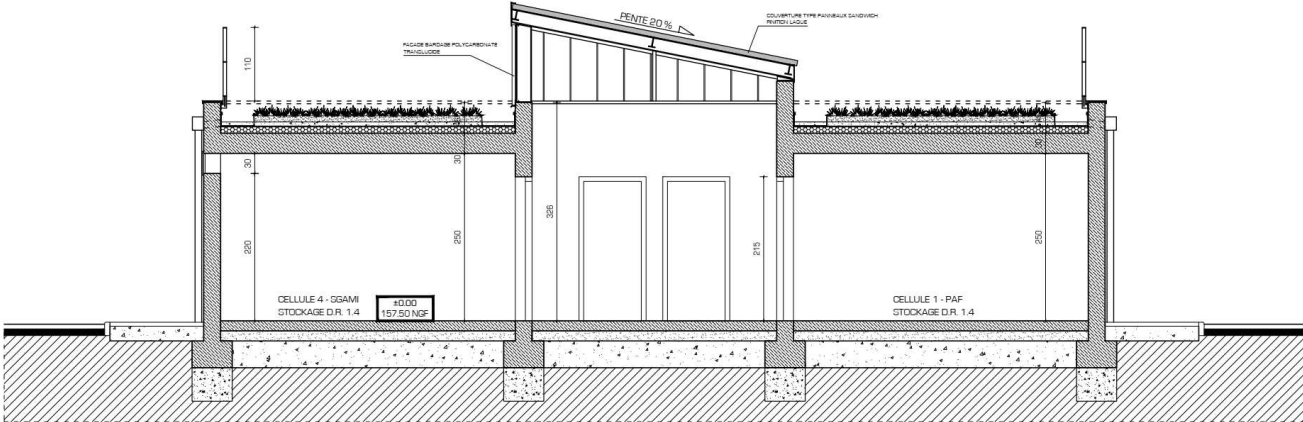 PENTE 20 %
COUVERTURE TYPE PANNEAUX SANDWICH
FINITION LAQUE
FACADE BARDAGE POLYCARBONATE
TRANSLUCIDE
110
30
30
30
220
250
326
215
250
CELLULE 4 - SGAMI
STOCKAGE D.R. 1.4
±0.00
157.50 NGF
CELLULE 1 - PAF
STOCKAGE D.R. 1.4